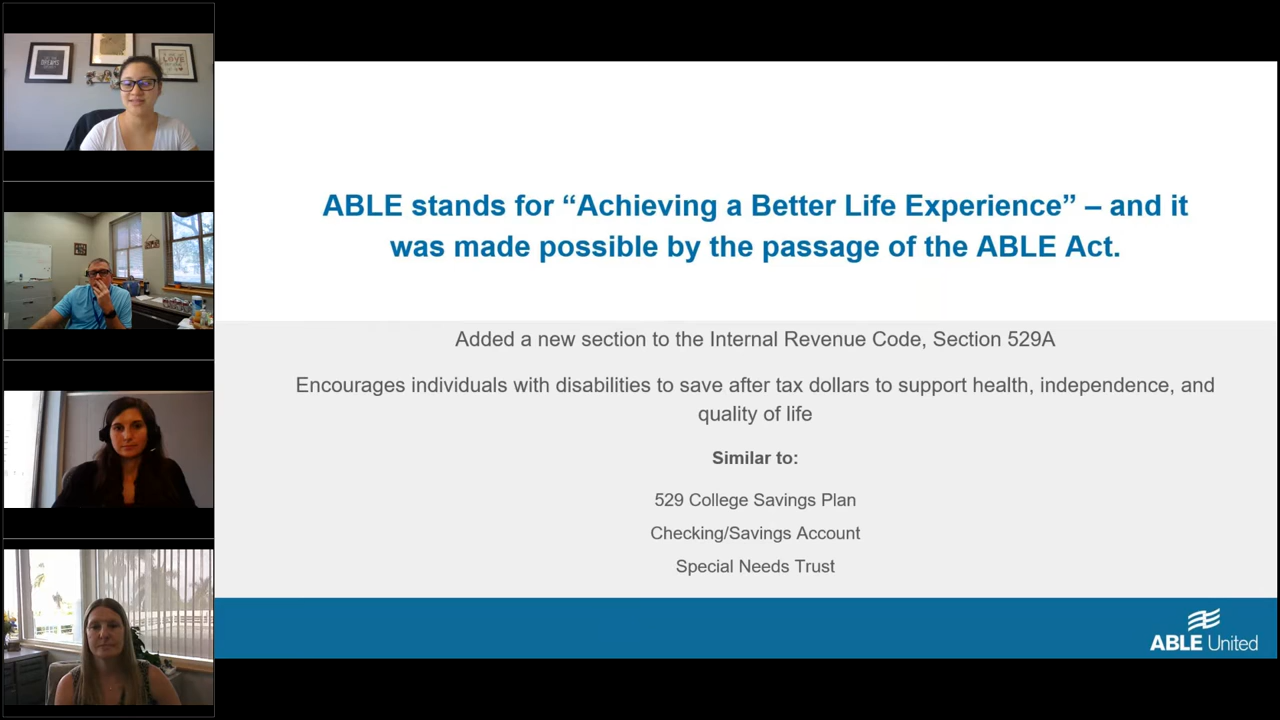 ABLE stands for “Achieving a Better Life Experience” – and it
was made possible by the passage of the ABLE Act.
Added a new section to the Internal Revenue Code, Section 529A
Encourages individuals with disabilities to save after tax dollars to support health, independence, and
quality of life
Similar to:
529 College Savings Plan
Checking/Savings Account
Special Needs Trust
ABLE United